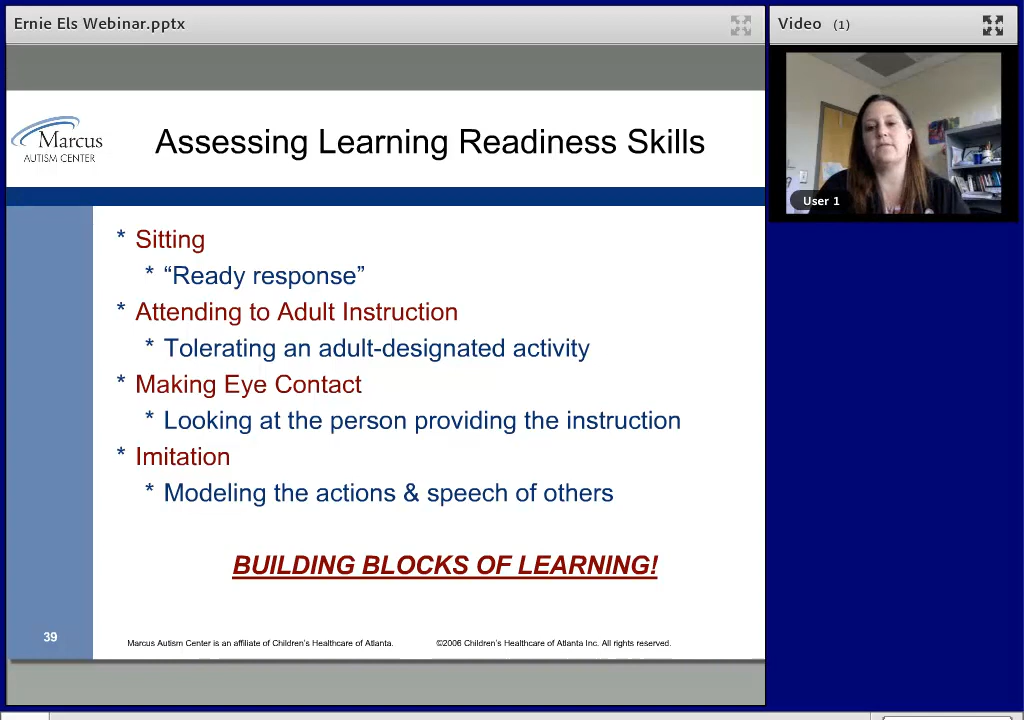 Ernie Els Webinar.pptx
Video (1)
Marcus
AUTISM CENTER
Assessing Learning Readiness Skills
User 1
* Sitting
* “Ready response”
* Attending to Adult Instruction
* Tolerating an adult-designated activity
* Making Eye Contact
* Looking at the person providing the instruction
* Imitation
* Modeling the actions & speech of others
BUILDING BLOCKS OF LEARNING!
39
Marcus Autism Center is an affiliate of Children’s Healthcare of Atlanta. ©2006 Children’s Healthcare of Atlanta Inc. All rights reserved.